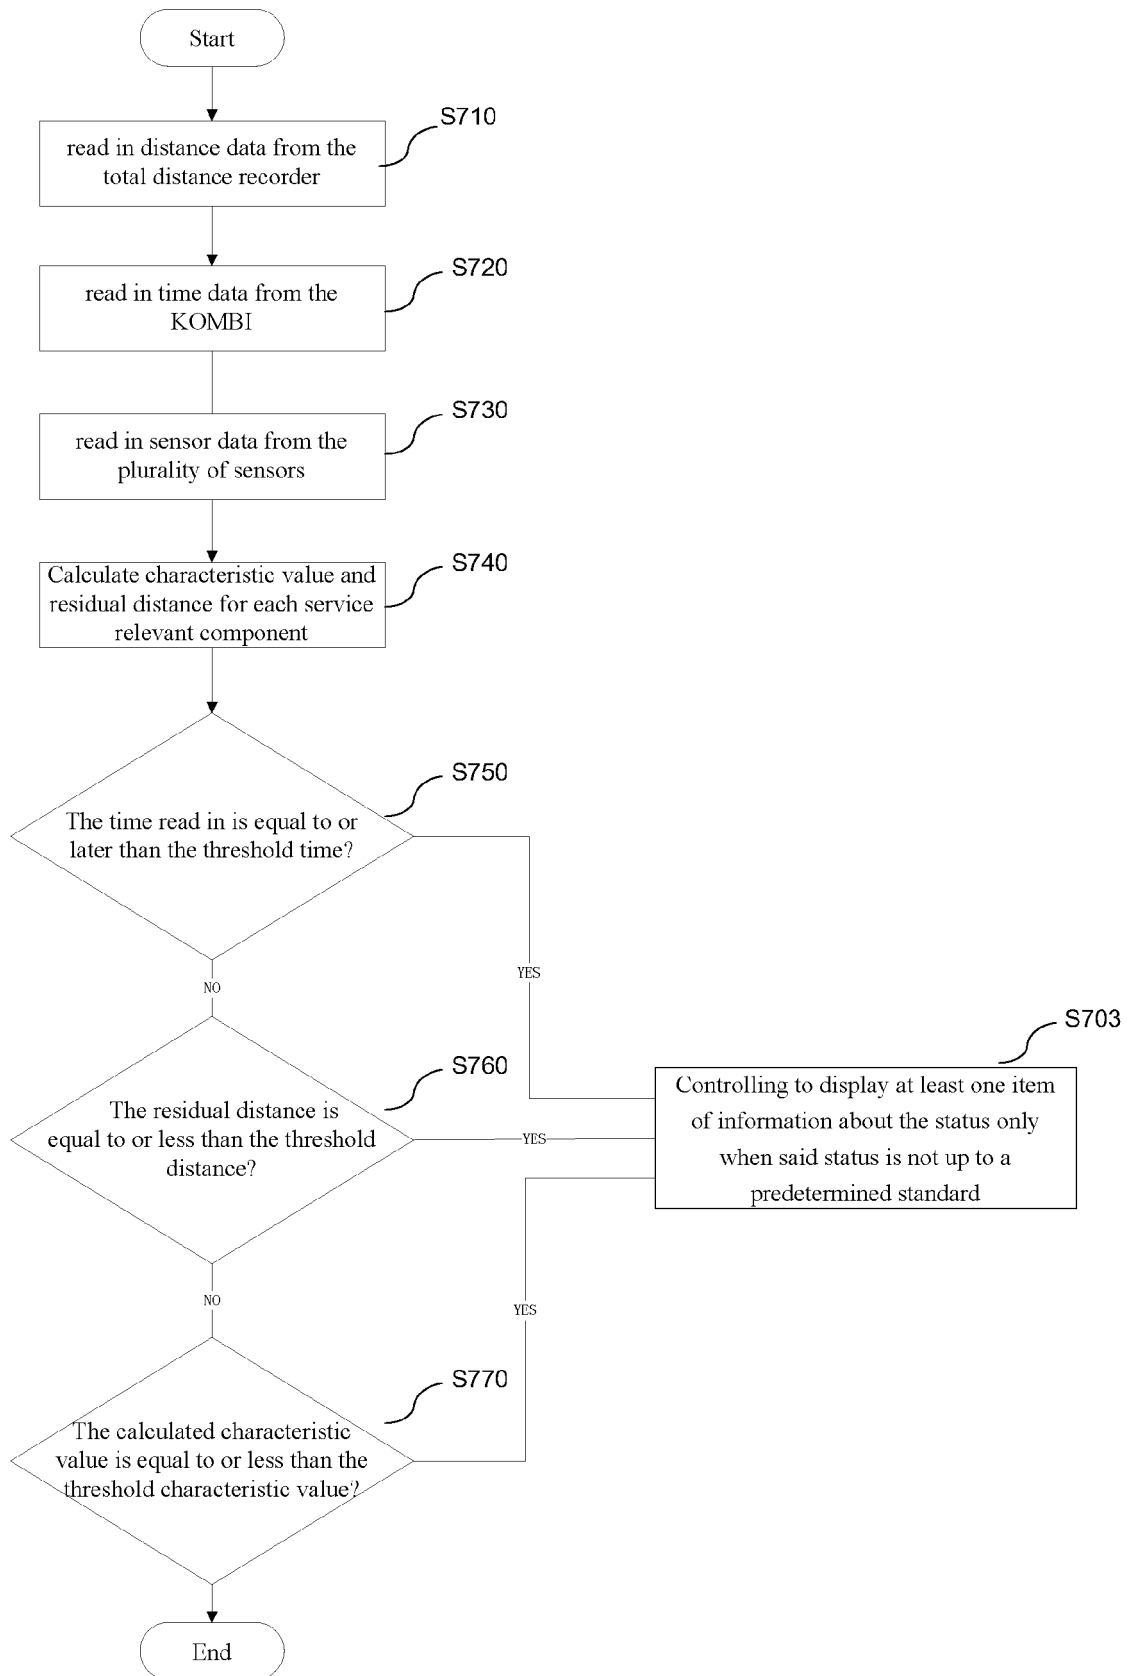 Start
S710
read in distance data from the
total distance recorder
S720
read in time data from the
KOMBI
S730
read in sensor data from the
plurality of sensors
S740
Calculate characteristic value and
residual distance for each service
relevant component
S750
The time read in is equal to or
later than the threshold time?
YES
NO
S703
Controlling to display at least one item
of information about the status only
when said status is not up to a
predetermined standard
S760
The residual distance is
equal to or less than the threshold
distance?
YES
NO
YES
S770
The calculated characteristic
value is equal to or less than the
threshold characteristic value?
End